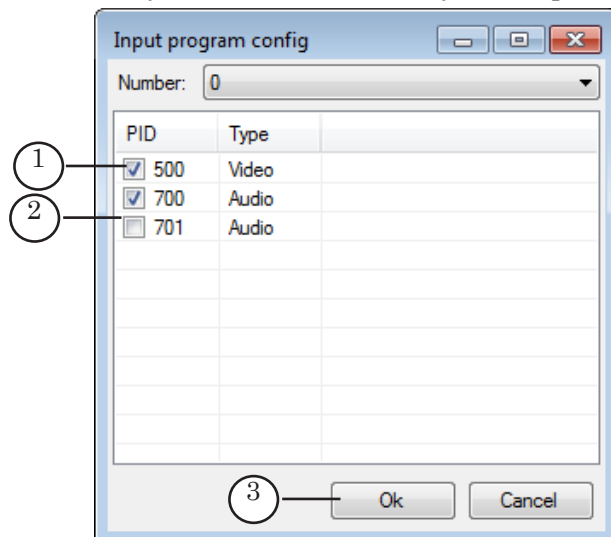 Input program config
Number: 0
PID Type
1 500 Video
700 Audio
2
701 Audio
3 Ok Cancel